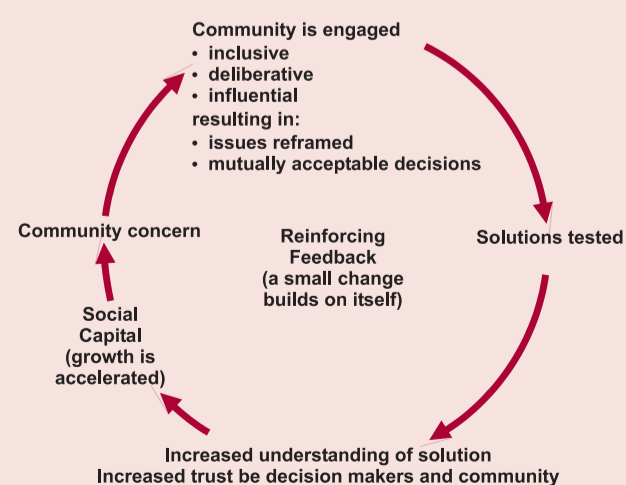 Community is engaged
• inclusive
• deliberative
• influential
resulting in:
• issues reframed
• mutually acceptable decisions
Solutions tested
Increased understanding of solution
Increased trust be decision makers and community
Social
Capital
(growth is
accelerated)
Community concern
Reinforcing
Feedback
(a small change
builds on itself)